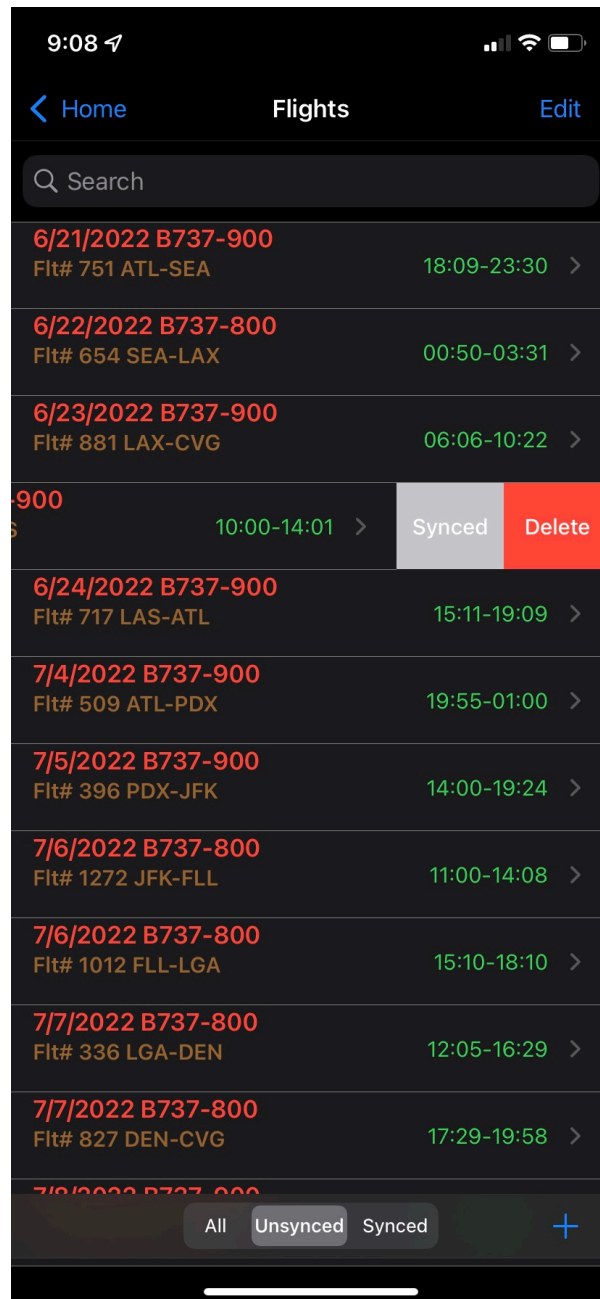 9:08
Home
Flights
Edit
Search
6/21/2022 B737-900
Flt# 751 ATL-SEA
18:09-23:30
6/22/2022 B737-800
Flt# 654 SEA-LAX
00:50-03:31
6/23/2022 B737-900
Flt# 881 LAX-CVG
06:06-10:22
-900
S
10:00-14:01
Synced
Delete
6/24/2022 B737-900
Flt# 717 LAS-ATL
15:11-19:09
7/4/2022 B737-900
Flt# 509 ATL-PDX
19:55-01:00
7/5/2022 B737-900
Flt# 396 PDX-JFK
14:00-19:24
7/6/2022 B737-800
Flt# 1272 JFK-FLL
11:00-14:08
7/6/2022 B737-800
Flt# 1012 FLL-LGA
15:10-18:10
7/7/2022 B737-800
Flt# 336 LGA-DEN
12:05-16:29
7/7/2022 B737-800
Flt# 827 DEN-CVG
17:29-19:58
All
Unsynced
Synced